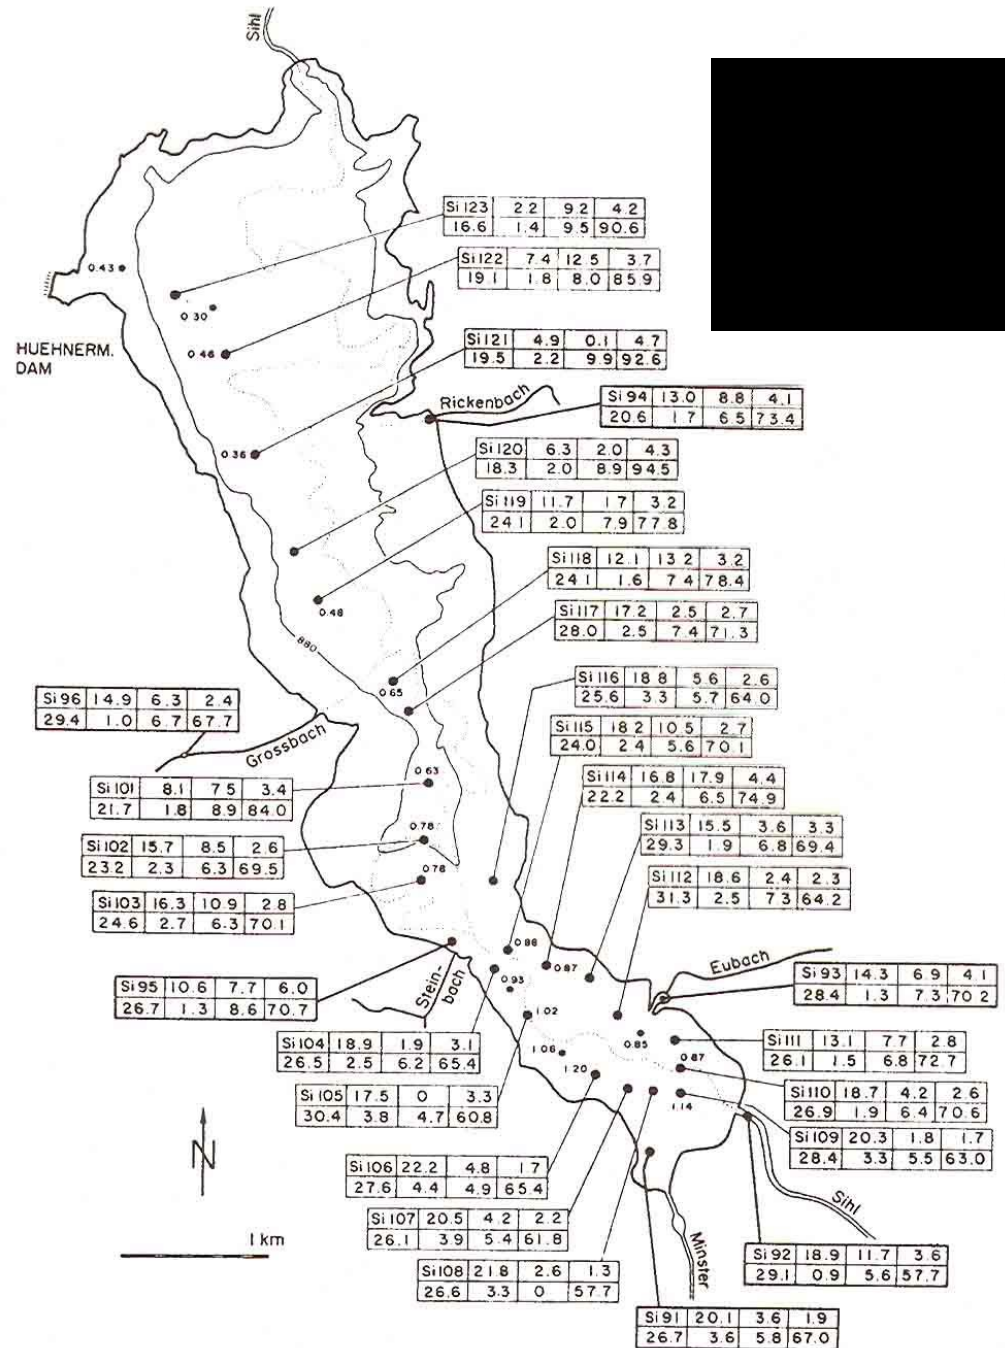 Sihl
Si 123 2.2 9.2 4.2
16.6 1.4 9.5 90.6
Si 122 7.4 12.5 3.7
19.1 1.8 8.0 85.9
0.43
0.30
0.46
HUEHNERM.
DAM
Si 121 4.9 0.1 4.7
19.5 2.2 9.9 92.6
Rickenbach
Si 94 13.0 8.8 4.1
20.6 1.7 6.5 73.4
0.36
Si 120 6.3 2.0 4.3
18.3 2.0 8.9 94.5
Si 119 11.7 1 7 3.2
24.1 2.0 7.9 77.8
Si 118 12.1 13 2 3.2
24 1 1.6 7 4 78.4
0.48
Si 117 17.2 2.5 2.7
28.0 2.5 7.4 71.3
880
0.65
Si 116 18 8 5.6 2.6
25.6 3.3 5.7 64.0
Si 96 14.9 6.3 2.4
29.4 1.0 6.7 67.7
Grossbach
Si 115 18 2 10.5 2.7
24.0 2.4 5.6 70.1
0.63
Si 101 8.1 7 5 3.4
21.7 1.8 8.9 84.0
Si 114 16.8 17.9 4.4
22.2 2.4 6.5 74.9
Si 113 15.5 3.6 3.3
29.3 1.9 6.8 69.4
0.78
Si 102 15.7 8.5 2.6
23.2 2.3 6.3 69.5
Si 112 18.6 2.4 2.3
31.3 2.5 7 3 64.2
Si 103 16.3 10.9 2.8
24.6 2.7 6.3 70.1
0.87
0.93
Eubach
Si 93 14.3 6.9 4.1
28.4 1.3 7.3 70 2
Si 95 10.6 7.7 6.0
26.7 1.3 8.6 70.7
Stein-
bach
1.02
Si 104 18.9 1.9 3.1
26.5 2.5 6.2 65.4
1.06
0.85
0.87
Si 111 13.1 7.7 2.8
26.1 1.5 6.8 72.7
Si 105 17.5 0 3.3
30.4 3.8 4.7 60.8
1.20
1.14
Si 110 18.7 4.2 2.6
26.9 1.9 6.4 70.6
Si 109 20.3 1.8 1.7
28.4 3.3 5.5 63.0
N
Si 106 22.2 4.8 1.7
27.6 4.4 4.9 65.4
Sihl
Si 107 20.5 4.2 2.2
26.1 3.9 5.4 61.8
1 km
Minster
Si 92 18.9 11.7 3.6
29.1 0.9 5.6 57.7
Si 108 21 8 2.6 1.3
26.6 3.3 0 57.7
Si 91 20.1 3.6 1.9
26.7 3.6 5.8 67.0